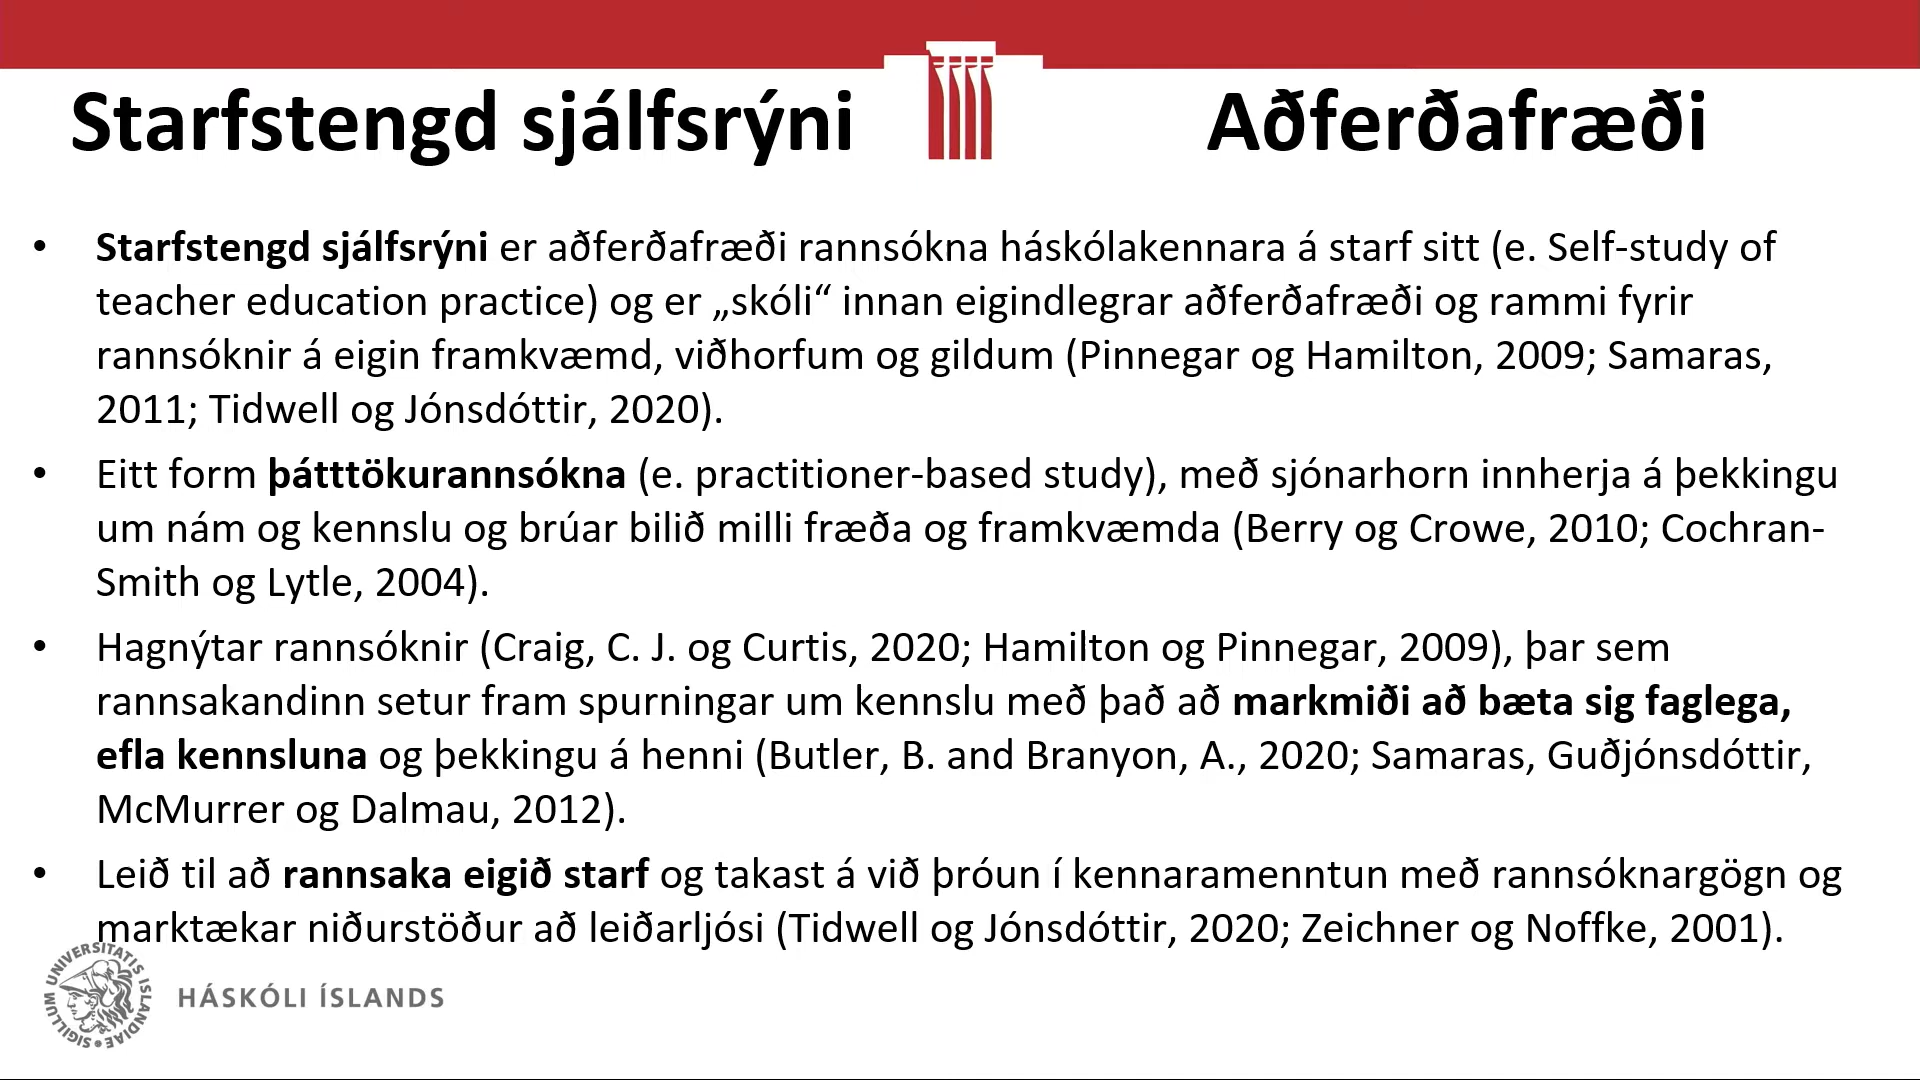 Starfstengd sjálfsrýni
Aðferðafræði
• Starfstengd sjálfsrýni er aðferðafræði rannsókna háskólakennara á starf sitt (e. Self-study of
teacher education practice) og er „skóli“ innan eigindlegrar aðferðafræði og rammi fyrir
rannsóknir á eigin framkvæmd, viðhorfum og gildum (Pinnegar og Hamilton, 2009; Samaras,
2011; Tidwell og Jónsdóttir, 2020).
• Eitt form þátttökurannsókna (e. practitioner-based study), með sjónarhorn innherja á þekkingu
um nám og kennslu og brúar bilið milli fræða og framkvæmda (Berry og Crowe, 2010; Cochran-
Smith og Lytle, 2004).
• Hagnýtar rannsóknir (Craig, C. J. og Curtis, 2020; Hamilton og Pinnegar, 2009), þar sem
rannsakandinn setur fram spurningar um kennslu með það að markmiði að bæta sig faglega,
efla kennsluna og þekkingu á henni (Butler, B. and Branyon, A., 2020; Samaras, Guðjónsdóttir,
McMurrer og Dalmau, 2012).
• Leið til að rannsaka eigið starf og takast á við þróun í kennaramenntun með rannsóknargögn og
marktækar niðurstöður að leiðarljósi (Tidwell og Jónsdóttir, 2020; Zeichner og Noffke, 2001).
SIGILLUM UNIVERSITATIS ISLANDIAE
HÁSKÓLI ÍSLANDS